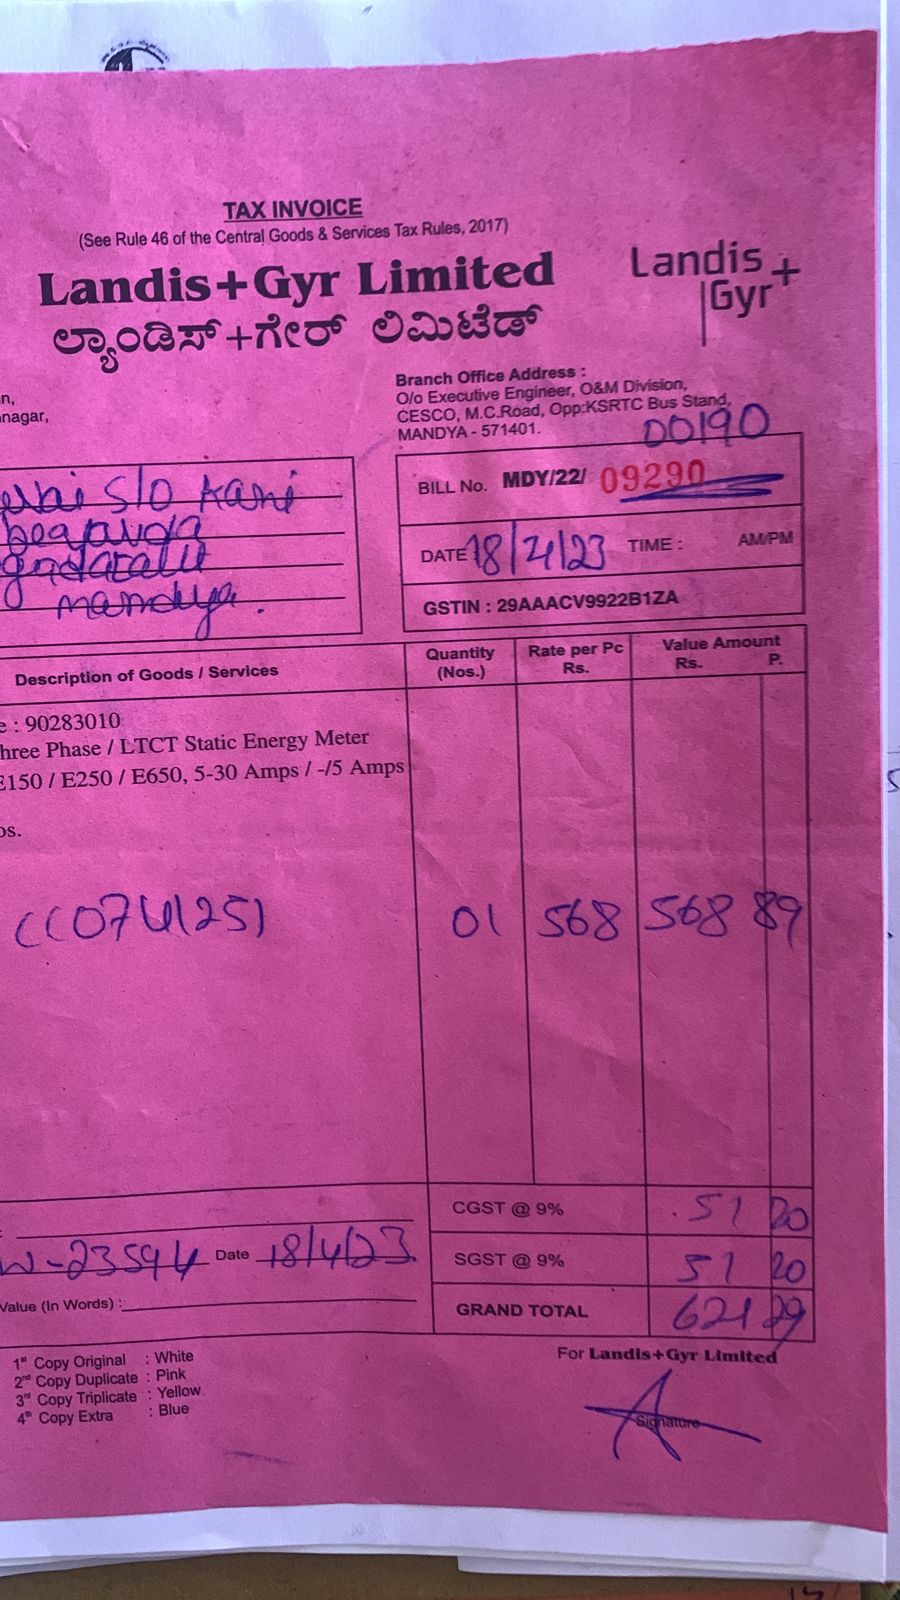 TAX INVOICE
(See Rule 46 of the Central Goods & Services Tax Rules, 2017)
Landis+Gyr Limited
Landis+
Gyr
ಲ್ಯಾಂಡಿಸ್+ಗೇರ್ ಲಿಮಿಟೆಡ್
n,
nagar,
Branch Office Address :
O/o Executive Engineer, O&M Division,
CESCO, M.C.Road, Opp:KSRTC Bus Stand,
MANDYA - 571401.
00190
S/O Kani
mandya.
BILL No. MDY/22/ 09290
DATE 18/4/23 TIME : AM/PM
GSTIN : 29AAACV9922B1ZA
Description of Goods / Services
Quantity
(Nos.)
Rate per Pc
Rs.
Value Amount
Rs. P.
e : 90283010
hree Phase / LTCT Static Energy Meter
E150 / E250 / E650, 5-30 Amps / -/5 Amps
os.
CC0741251 01 568 568 89
CGST @ 9% 51 20
SGST @ 9% 51 20
GRAND TOTAL 621 29
W-23594 Date 18/4/23
Value (In Words) :
1st Copy Original : White
2nd Copy Duplicate : Pink
3rd Copy Triplicate : Yellow
4th Copy Extra : Blue
For Landis+Gyr Limited
Signature